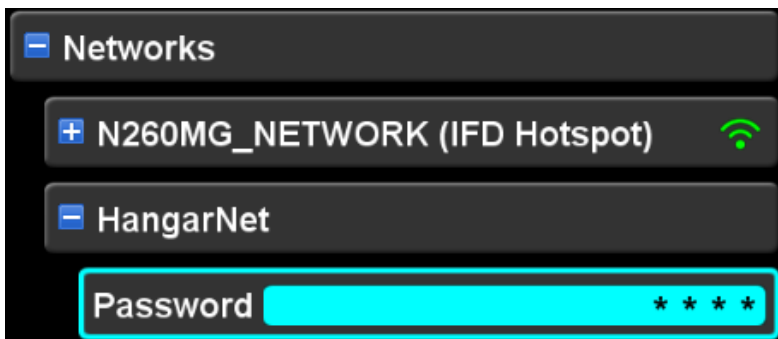 Networks
N260MG_NETWORK (IFD Hotspot)
HangarNet
Password * * * *